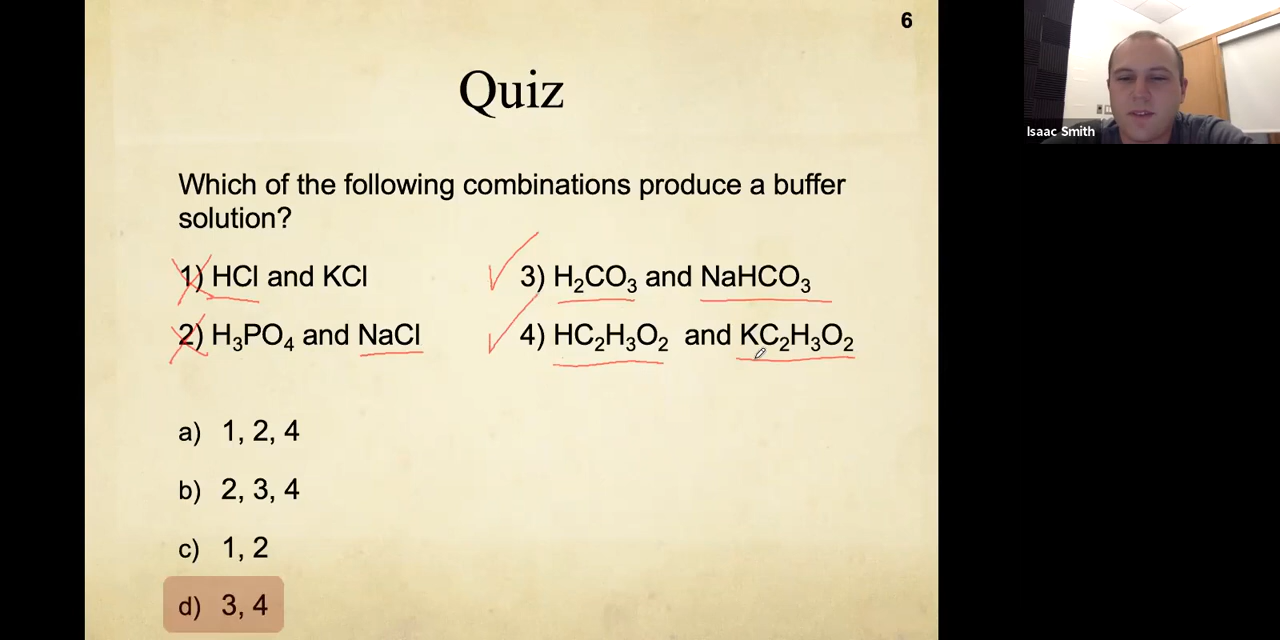 6
Quiz
Which of the following combinations produce a buffer
solution?
1) HCl and KCl
3) H₂CO₃ and NaHCO₃
2) H₃PO₄ and NaCl
4) HC₂H₃O₂ and KC₂H₃O₂
a) 1, 2, 4
b) 2, 3, 4
c) 1, 2
d) 3, 4
Isaac Smith